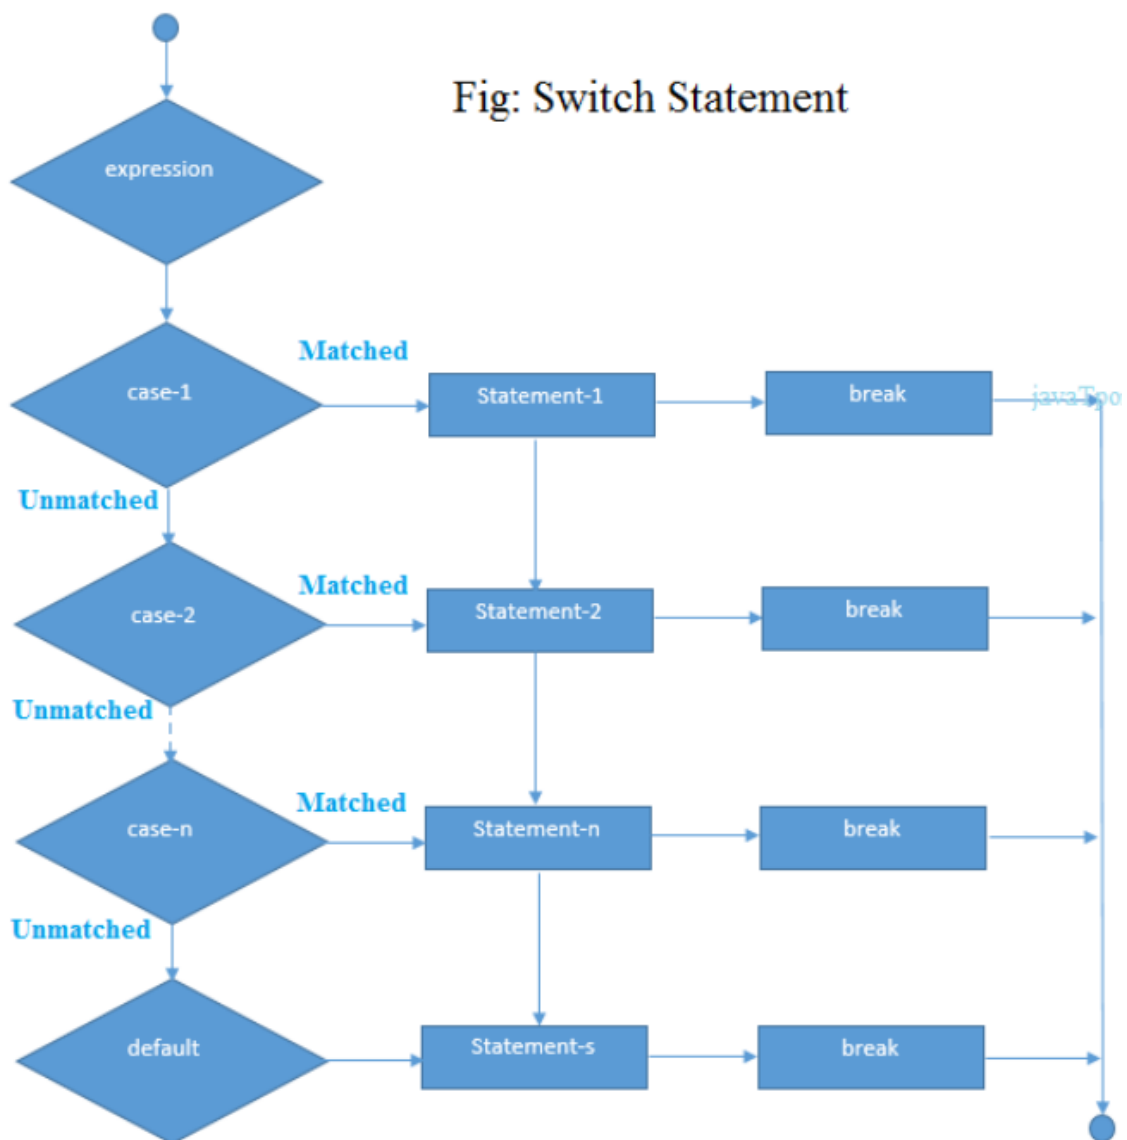 Fig: Switch Statement
expression
Matched
case-1
Statement-1
break
javaTpo
Unmatched
Matched
case-2
Statement-2
break
Unmatched
Matched
case-n
Statement-n
break
Unmatched
default
Statement-s
break